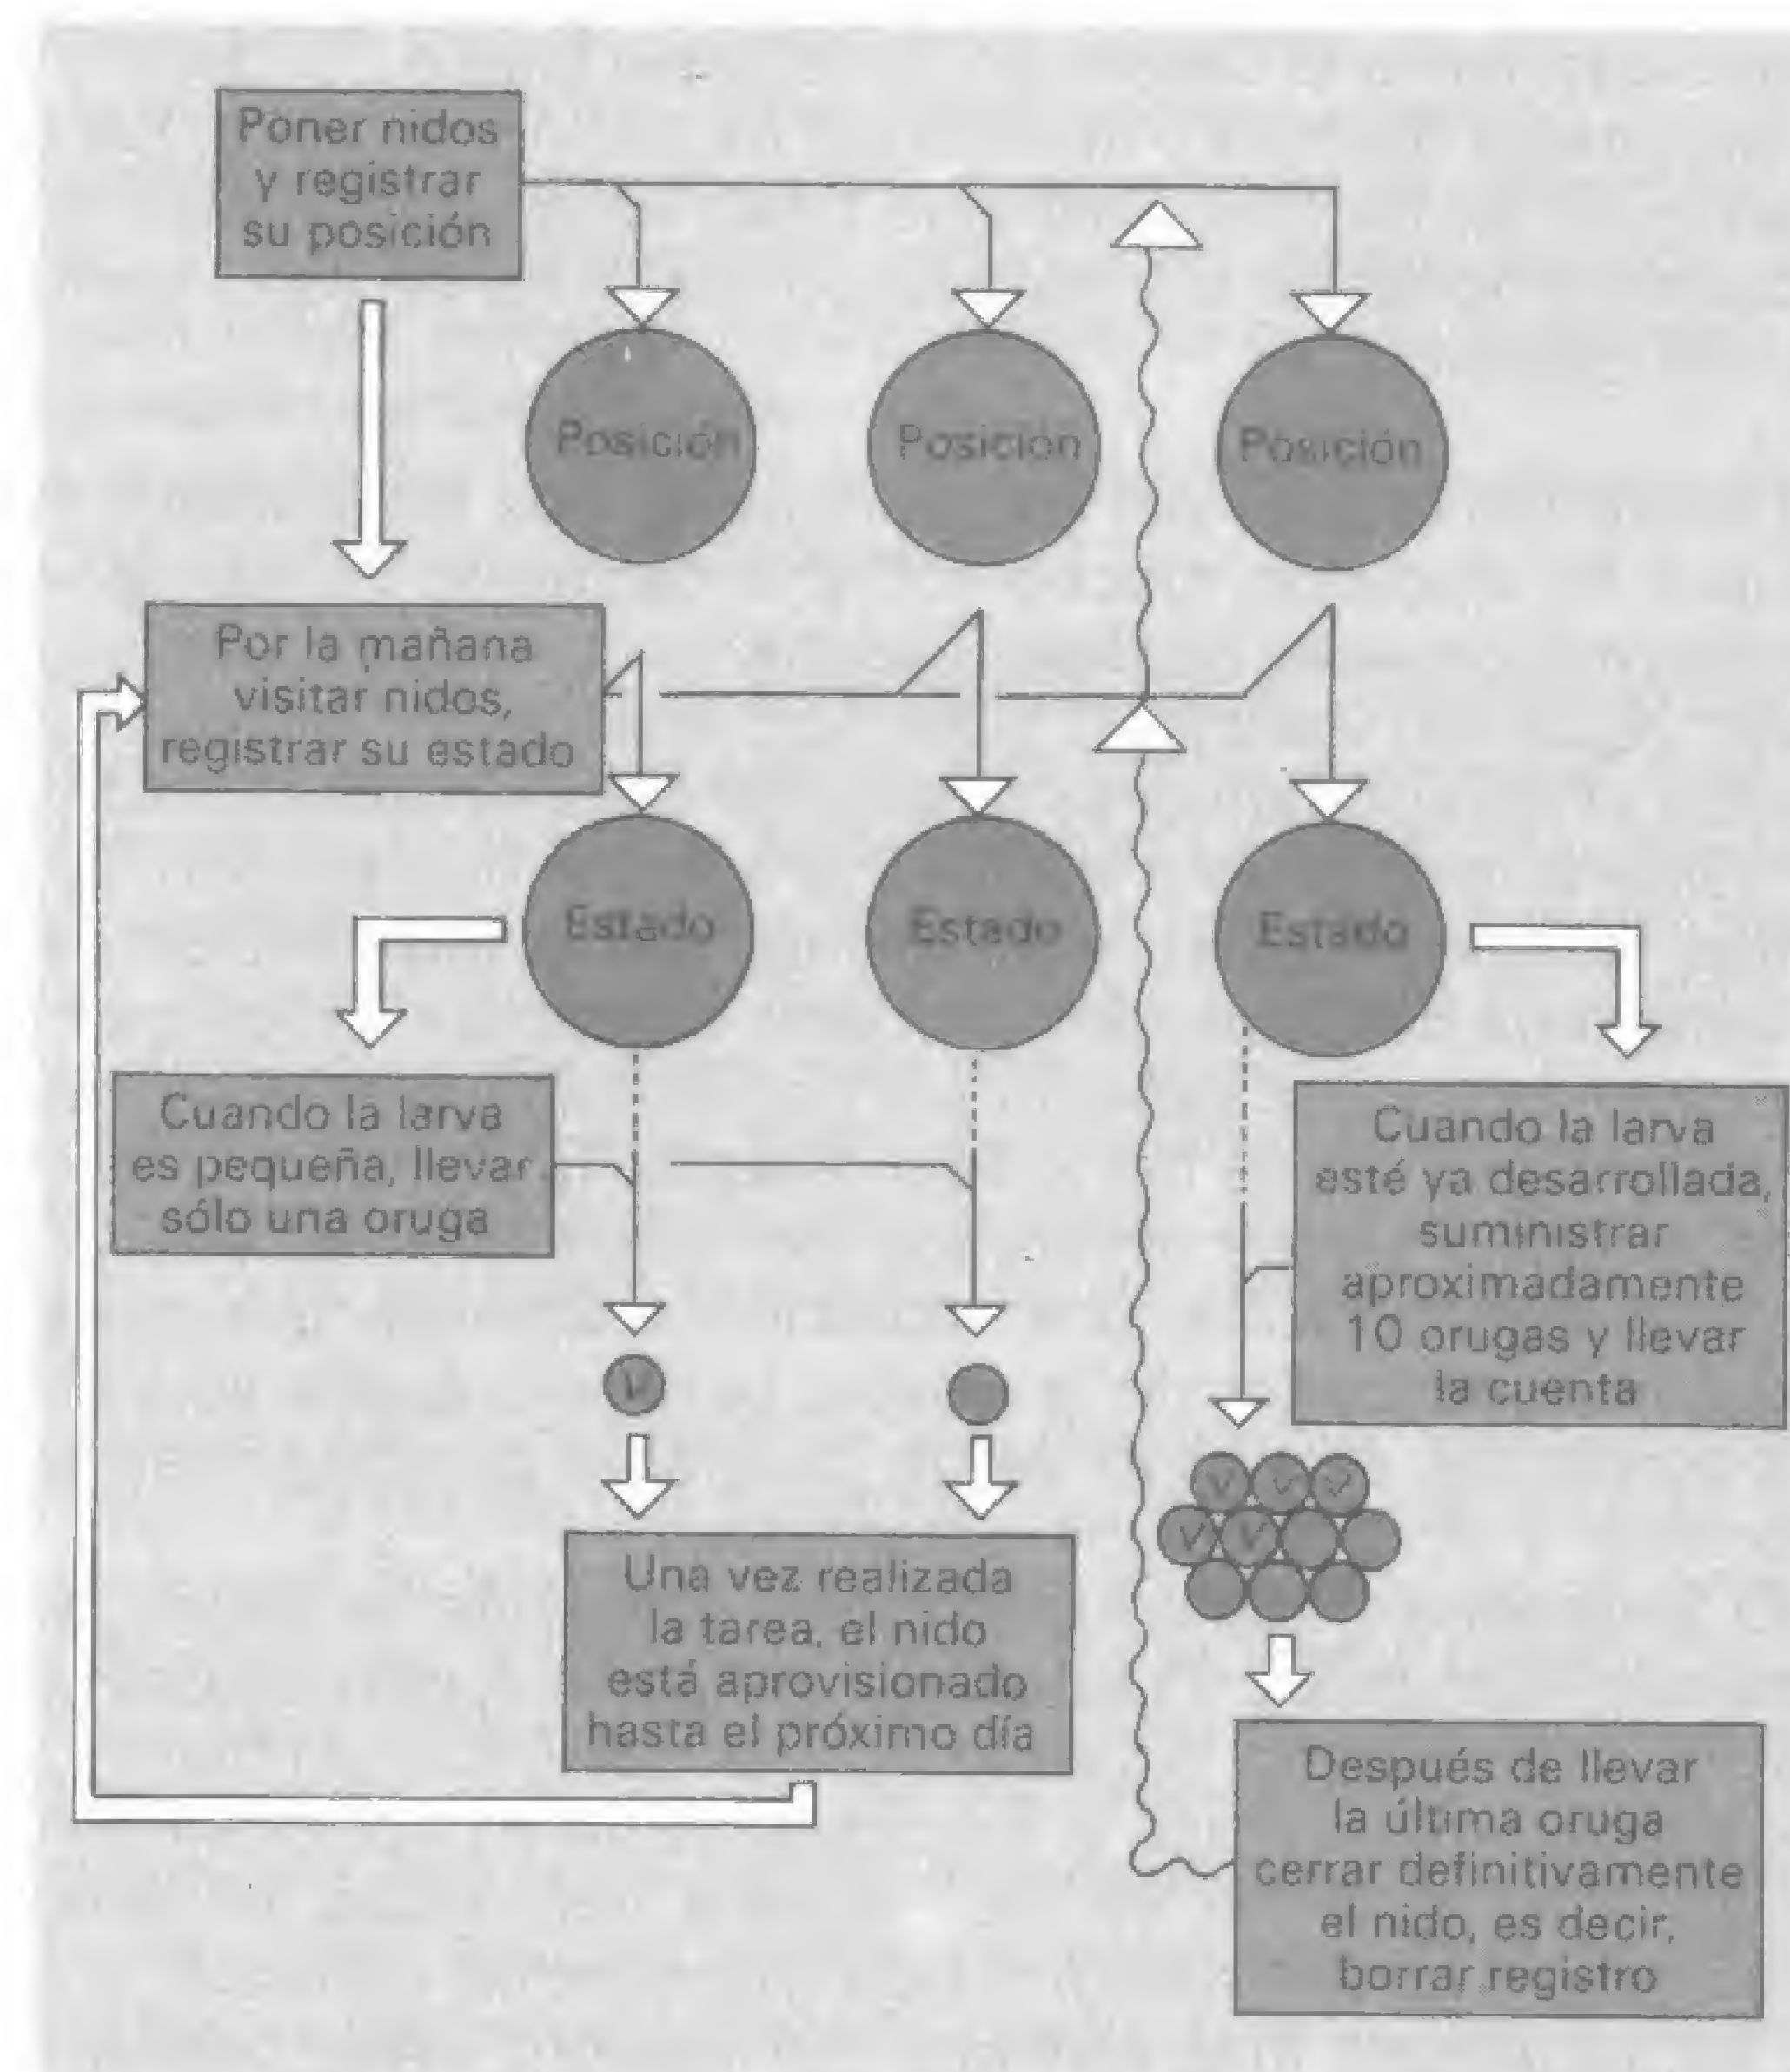 Poner nidos
y registrar
su posición
Posición
Posición
Posición
Por la mañana
visitar nidos,
registrar su estado
Estado
Estado
Estado
Cuando la larva
es pequeña, llevar
sólo una oruga
Cuando la larva
esté ya desarrollada,
suministrar
aproximadamente
10 orugas y llevar
la cuenta
V
V V V
V V
Una vez realizada
la tarea, el nido
está aprovisionado
hasta el próximo día
Después de llevar
la última oruga
cerrar definitivamente
el nido, es decir,
borrar registro